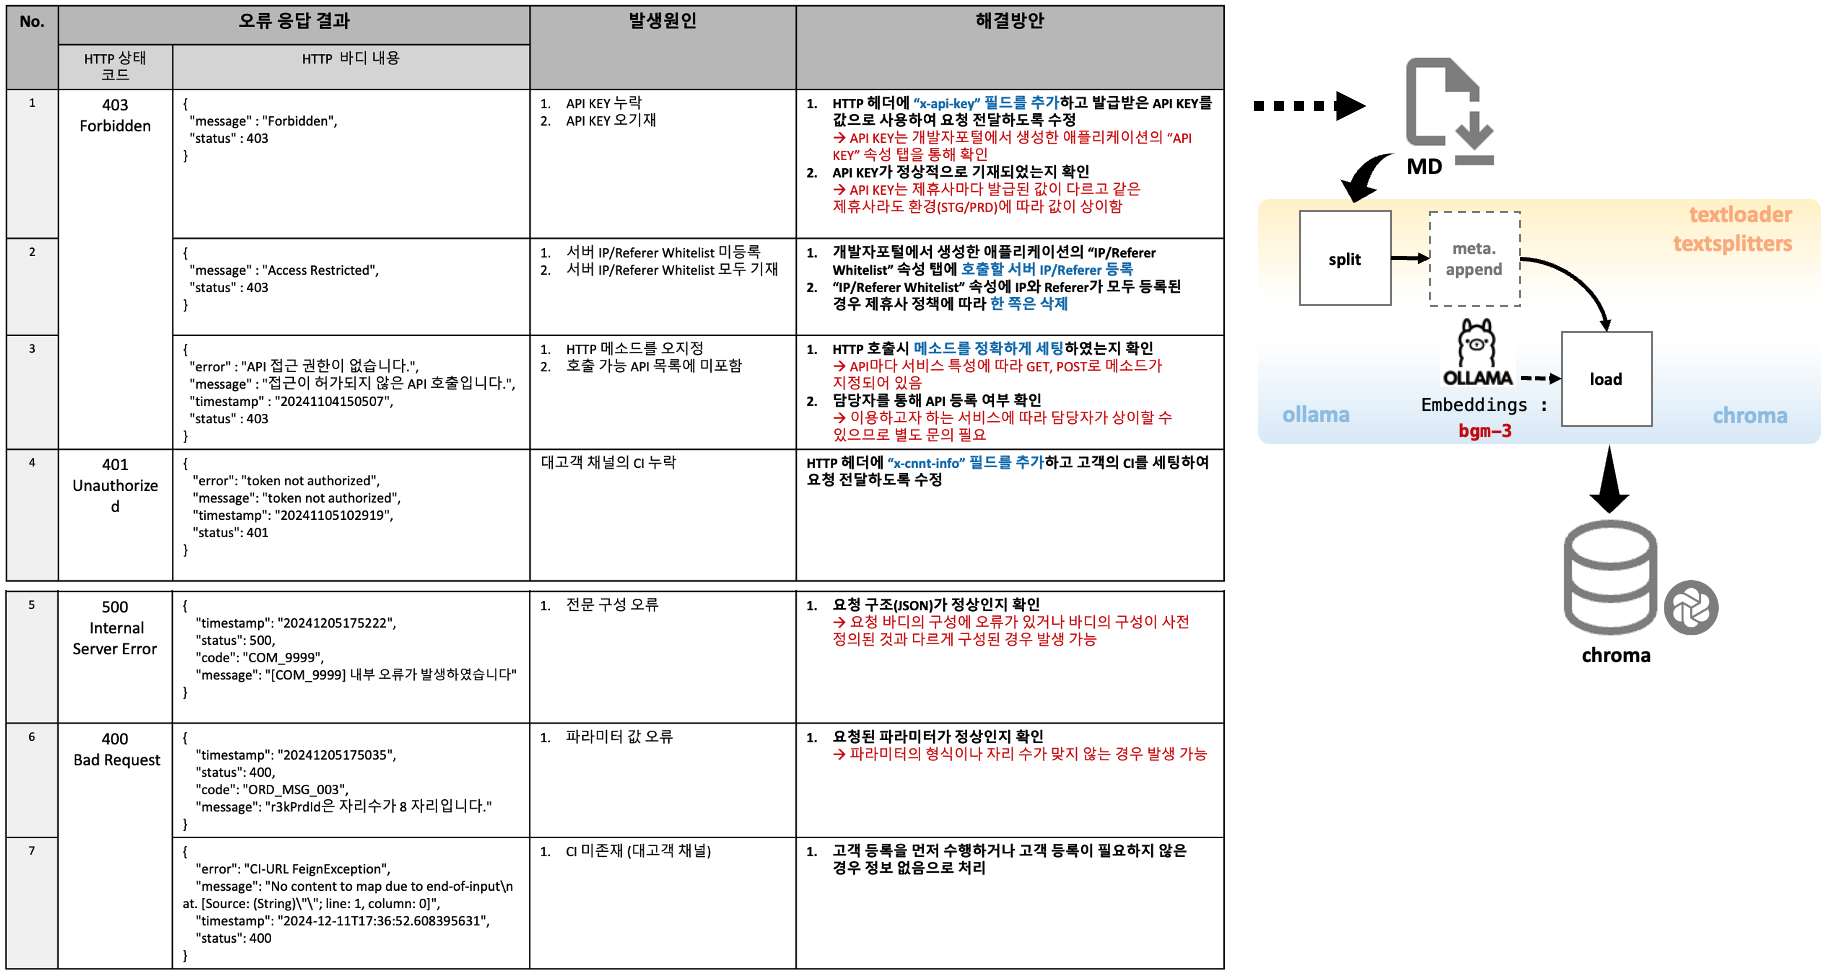 No.
오류 응답 결과
발생원인
해결방안
HTTP 상태
코드
HTTP 바디 내용
1
403
Forbidden
{
"message" : "Forbidden",
"status" : 403
}
1. API KEY 누락
2. API KEY 오기재
1. HTTP 헤더에 “x-api-key” 필드를 추가하고 발급받은 API KEY를
값으로 사용하여 요청 전달하도록 수정
→ API KEY는 개발자포털에서 생성한 애플리케이션의 “API
KEY” 속성 탭을 통해 확인
2. API KEY가 정상적으로 기재되었는지 확인
→ API KEY는 제휴사마다 발급된 값이 다르고 같은
제휴사라도 환경(STG/PRD)에 따라 값이 상이함
2
{
"message" : "Access Restricted",
"status" : 403
}
1. 서버 IP/Referer Whitelist 미등록
2. 서버 IP/Referer Whitelist 모두 기재
1. 개발자포털에서 생성한 애플리케이션의 “IP/Referer
Whitelist” 속성 탭에 호출할 서버 IP/Referer 등록
2. “IP/Referer Whitelist” 속성에 IP와 Referer가 모두 등록된
경우 제휴사 정책에 따라 한 쪽은 삭제
3
{
"error" : "API 접근 권한이 없습니다.",
"message" : "접근이 허가되지 않은 API 호출입니다.",
"timestamp" : "20241104150507",
"status" : 403
}
1. HTTP 메소드를 오지정
2. 호출 가능 API 목록에 미포함
1. HTTP 호출시 메소드를 정확하게 세팅하였는지 확인
→ API마다 서비스 특성에 따라 GET, POST로 메소드가
지정되어 있음
2. 담당자를 통해 API 등록 여부 확인
→ 이용하고자 하는 서비스에 따라 담당자가 상이할 수
있으므로 별도 문의 필요
4
401
Unauthorize
d
{
"error": "token not authorized",
"message": "token not authorized",
"timestamp": "20241105102919",
"status": 401
}
대고객 채널의 CI 누락
HTTP 헤더에 “x-cnnt-info” 필드를 추가하고 고객의 CI를 세팅하여
요청 전달하도록 수정
5
500
Internal
Server Error
{
"timestamp": "20241205175222",
"status": 500,
"code": "COM_9999",
"message": "[COM_9999] 내부 오류가 발생하였습니다"
}
1. 전문 구성 오류
1. 요청 구조(JSON)가 정상인지 확인
→ 요청 바디의 구성에 오류가 있거나 바디의 구성이 사전
정의된 것과 다르게 구성된 경우 발생 가능
6
400
Bad Request
{
"timestamp": "20241205175035",
"status": 400,
"code": "ORD_MSG_003",
"message": "r3kPrdId은 자리수가 8 자리입니다."
}
1. 파라미터 값 오류
1. 요청된 파라미터가 정상인지 확인
→ 파라미터의 형식이나 자리 수가 맞지 않는 경우 발생 가능
7
{
"error": "CI-URL FeignException",
"message": "No content to map due to end-of-input\n
at. [Source: (String)\"\"; line: 1, column: 0]",
"timestamp": "2024-12-11T17:36:52.608395631",
"status": 400
}
1. CI 미존재 (대고객 채널)
1. 고객 등록을 먼저 수행하거나 고객 등록이 필요하지 않은
경우 정보 없음으로 처리
MD
textloader
textsplitters
split
meta.
append
OLLAMA
load
Embeddings :
bgm-3
ollama
chroma
chroma